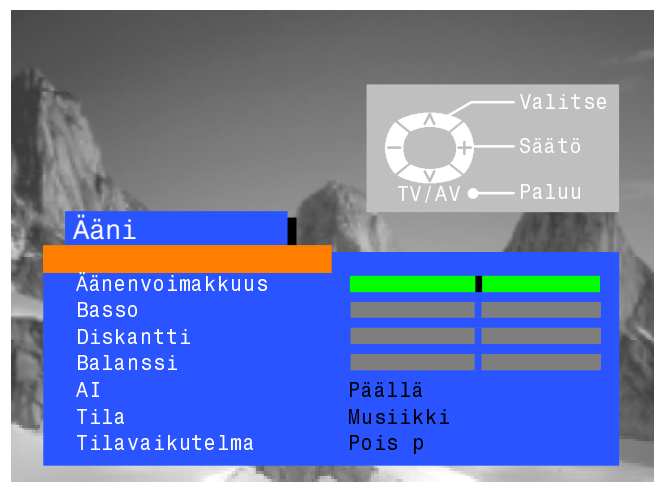 Valitse
Säätö
TV/AV Paluu
Ääni
Äänenvoimakkuus
Basso
Diskantti
Balanssi
AI Päällä
Tila Musiikki
Tilavaikutelma Pois p